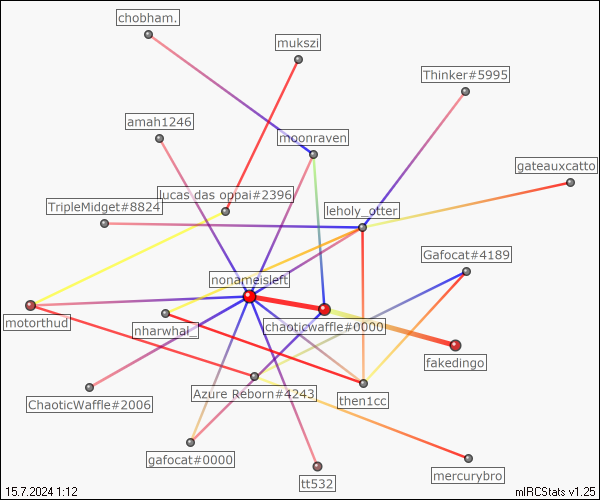 chobham.
mukszi
Thinker#5995
amah1246
moonraven
gateauxcatto
lucas das oppai#2396
TripleMidget#8824
leholy_otter
Gafocat#4189
nonameisleft
motorthud
nharwhal_
chaoticwaffle#0000
fakedingo
Azure Reborn#4243
ChaoticWaffle#2006
then1cc
gafocat#0000
mercurybro
tt532
15.7.2024 1:12
mIRCStats v1.25